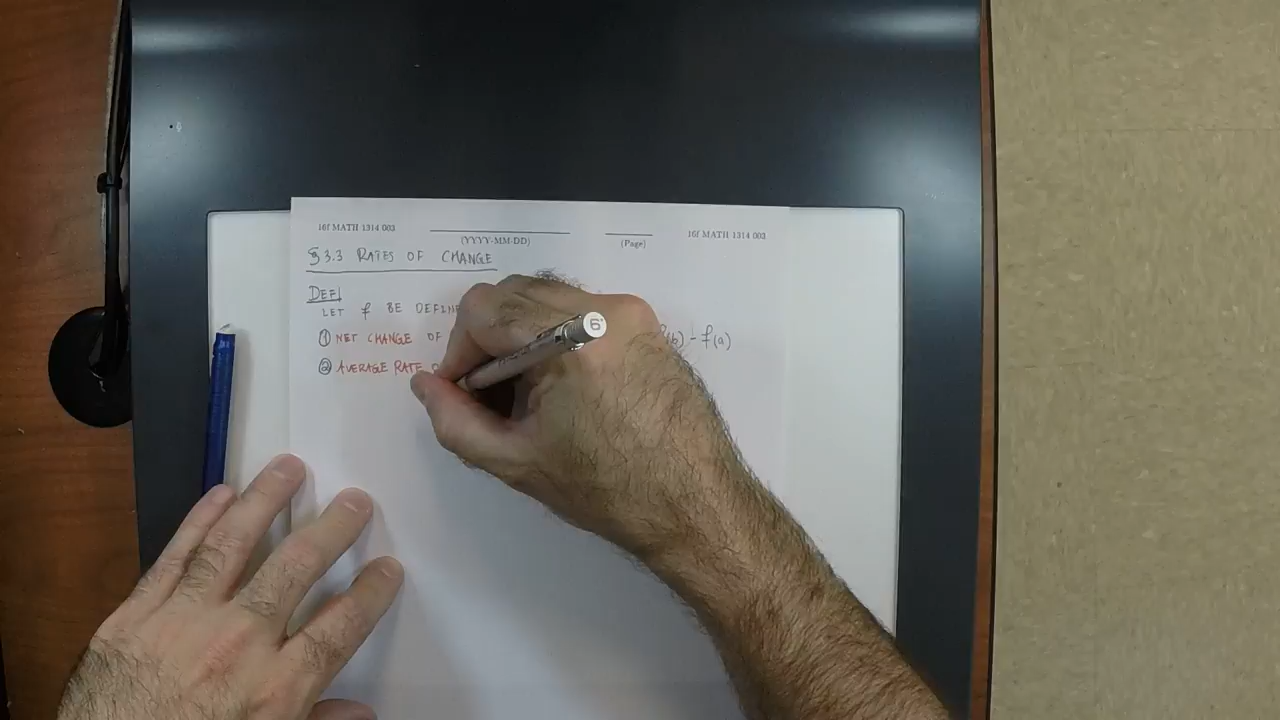 16f MATH 1314 003 (YYYY-MM-DD) (Page) 16f MATH 1314 003
§ 3.3 RATES OF CHANGE
DEF
LET f BE DEFINE
① NET CHANGE OF (b) - f(a)
② AVERAGE RATE